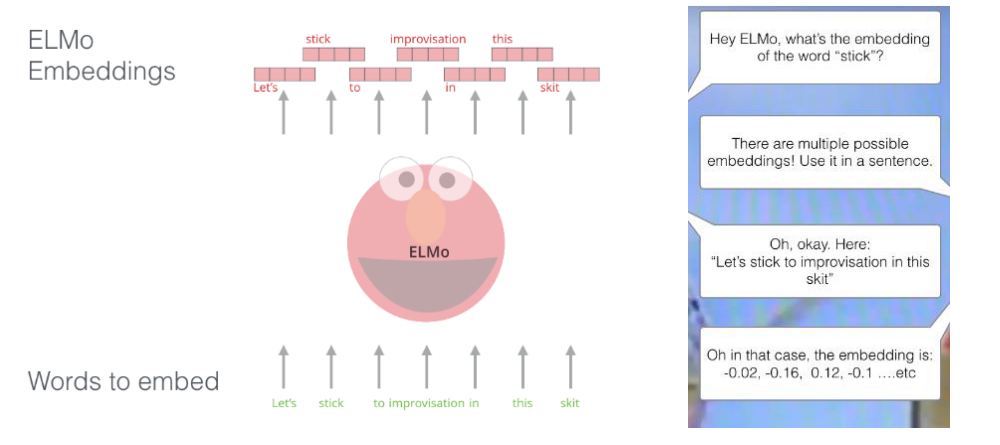 ELMo
Embeddings
stick improvisation this
Let's to in skit
ELMo
Words to embed
Let's stick to improvisation in this skit
Hey ELMo, what's the embedding
of the word “stick”?
There are multiple possible
embeddings! Use it in a sentence.
Oh, okay. Here:
“Let's stick to improvisation in this
skit”
Oh in that case, the embedding is:
-0.02, -0.16, 0.12, -0.1 ....etc